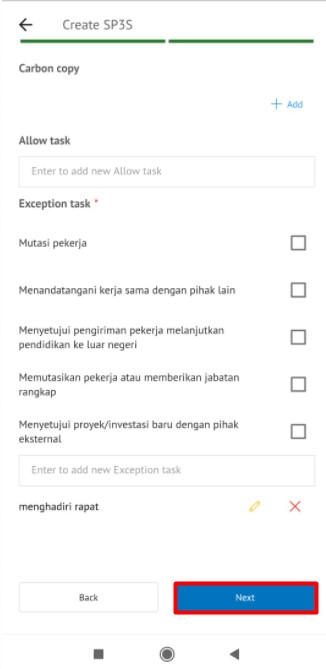 Create SP3S
Carbon copy
+ Add
Allow task
Enter to add new Allow task
Exception task *
Mutasi pekerja
Menandatangani kerja sama dengan pihak lain
Menyetujui pengiriman pekerja melanjutkan
pendidikan ke luar negeri
Memutasikan pekerja atau memberikan jabatan
rangkap
Menyetujui proyek/investasi baru dengan pihak
eksternal
Enter to add new Exception task
menghadiri rapat
Back
Next